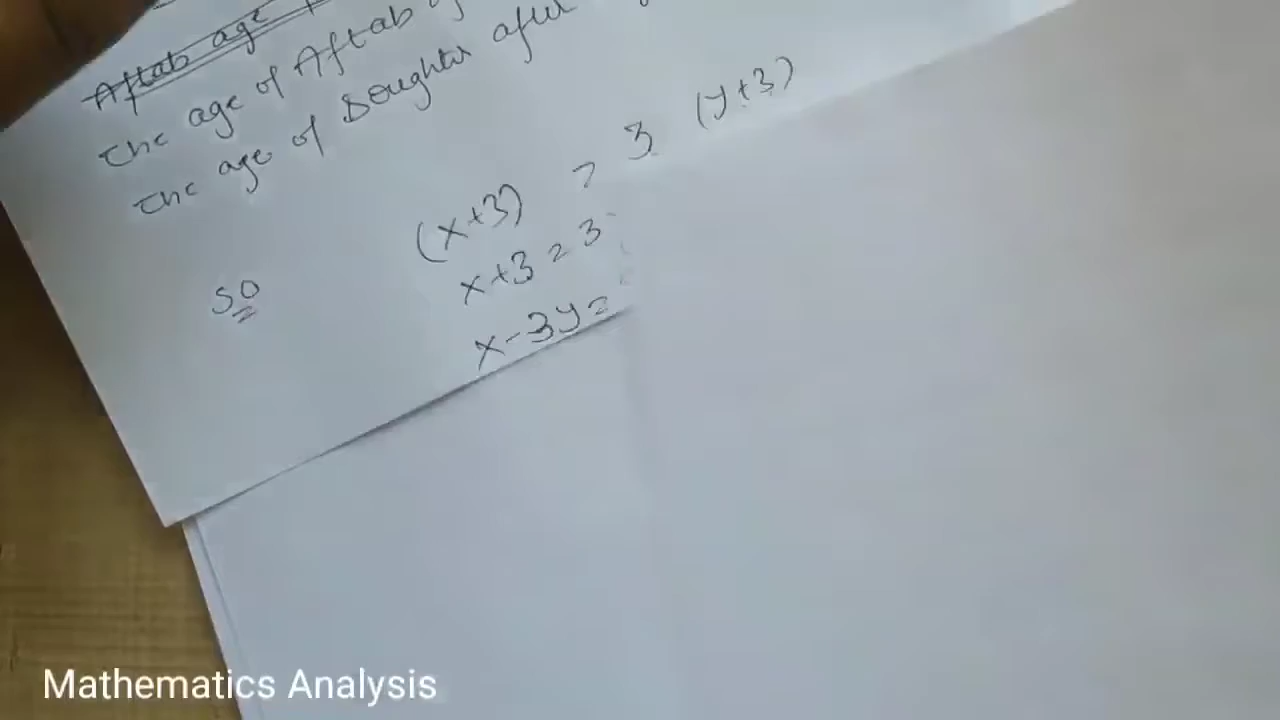 Aftab age
The age of Aftab
The age of Doughter after
(x+3) = 3 (y+3)
x+3 = 3
SO
x-3y=
Mathematics Analysis